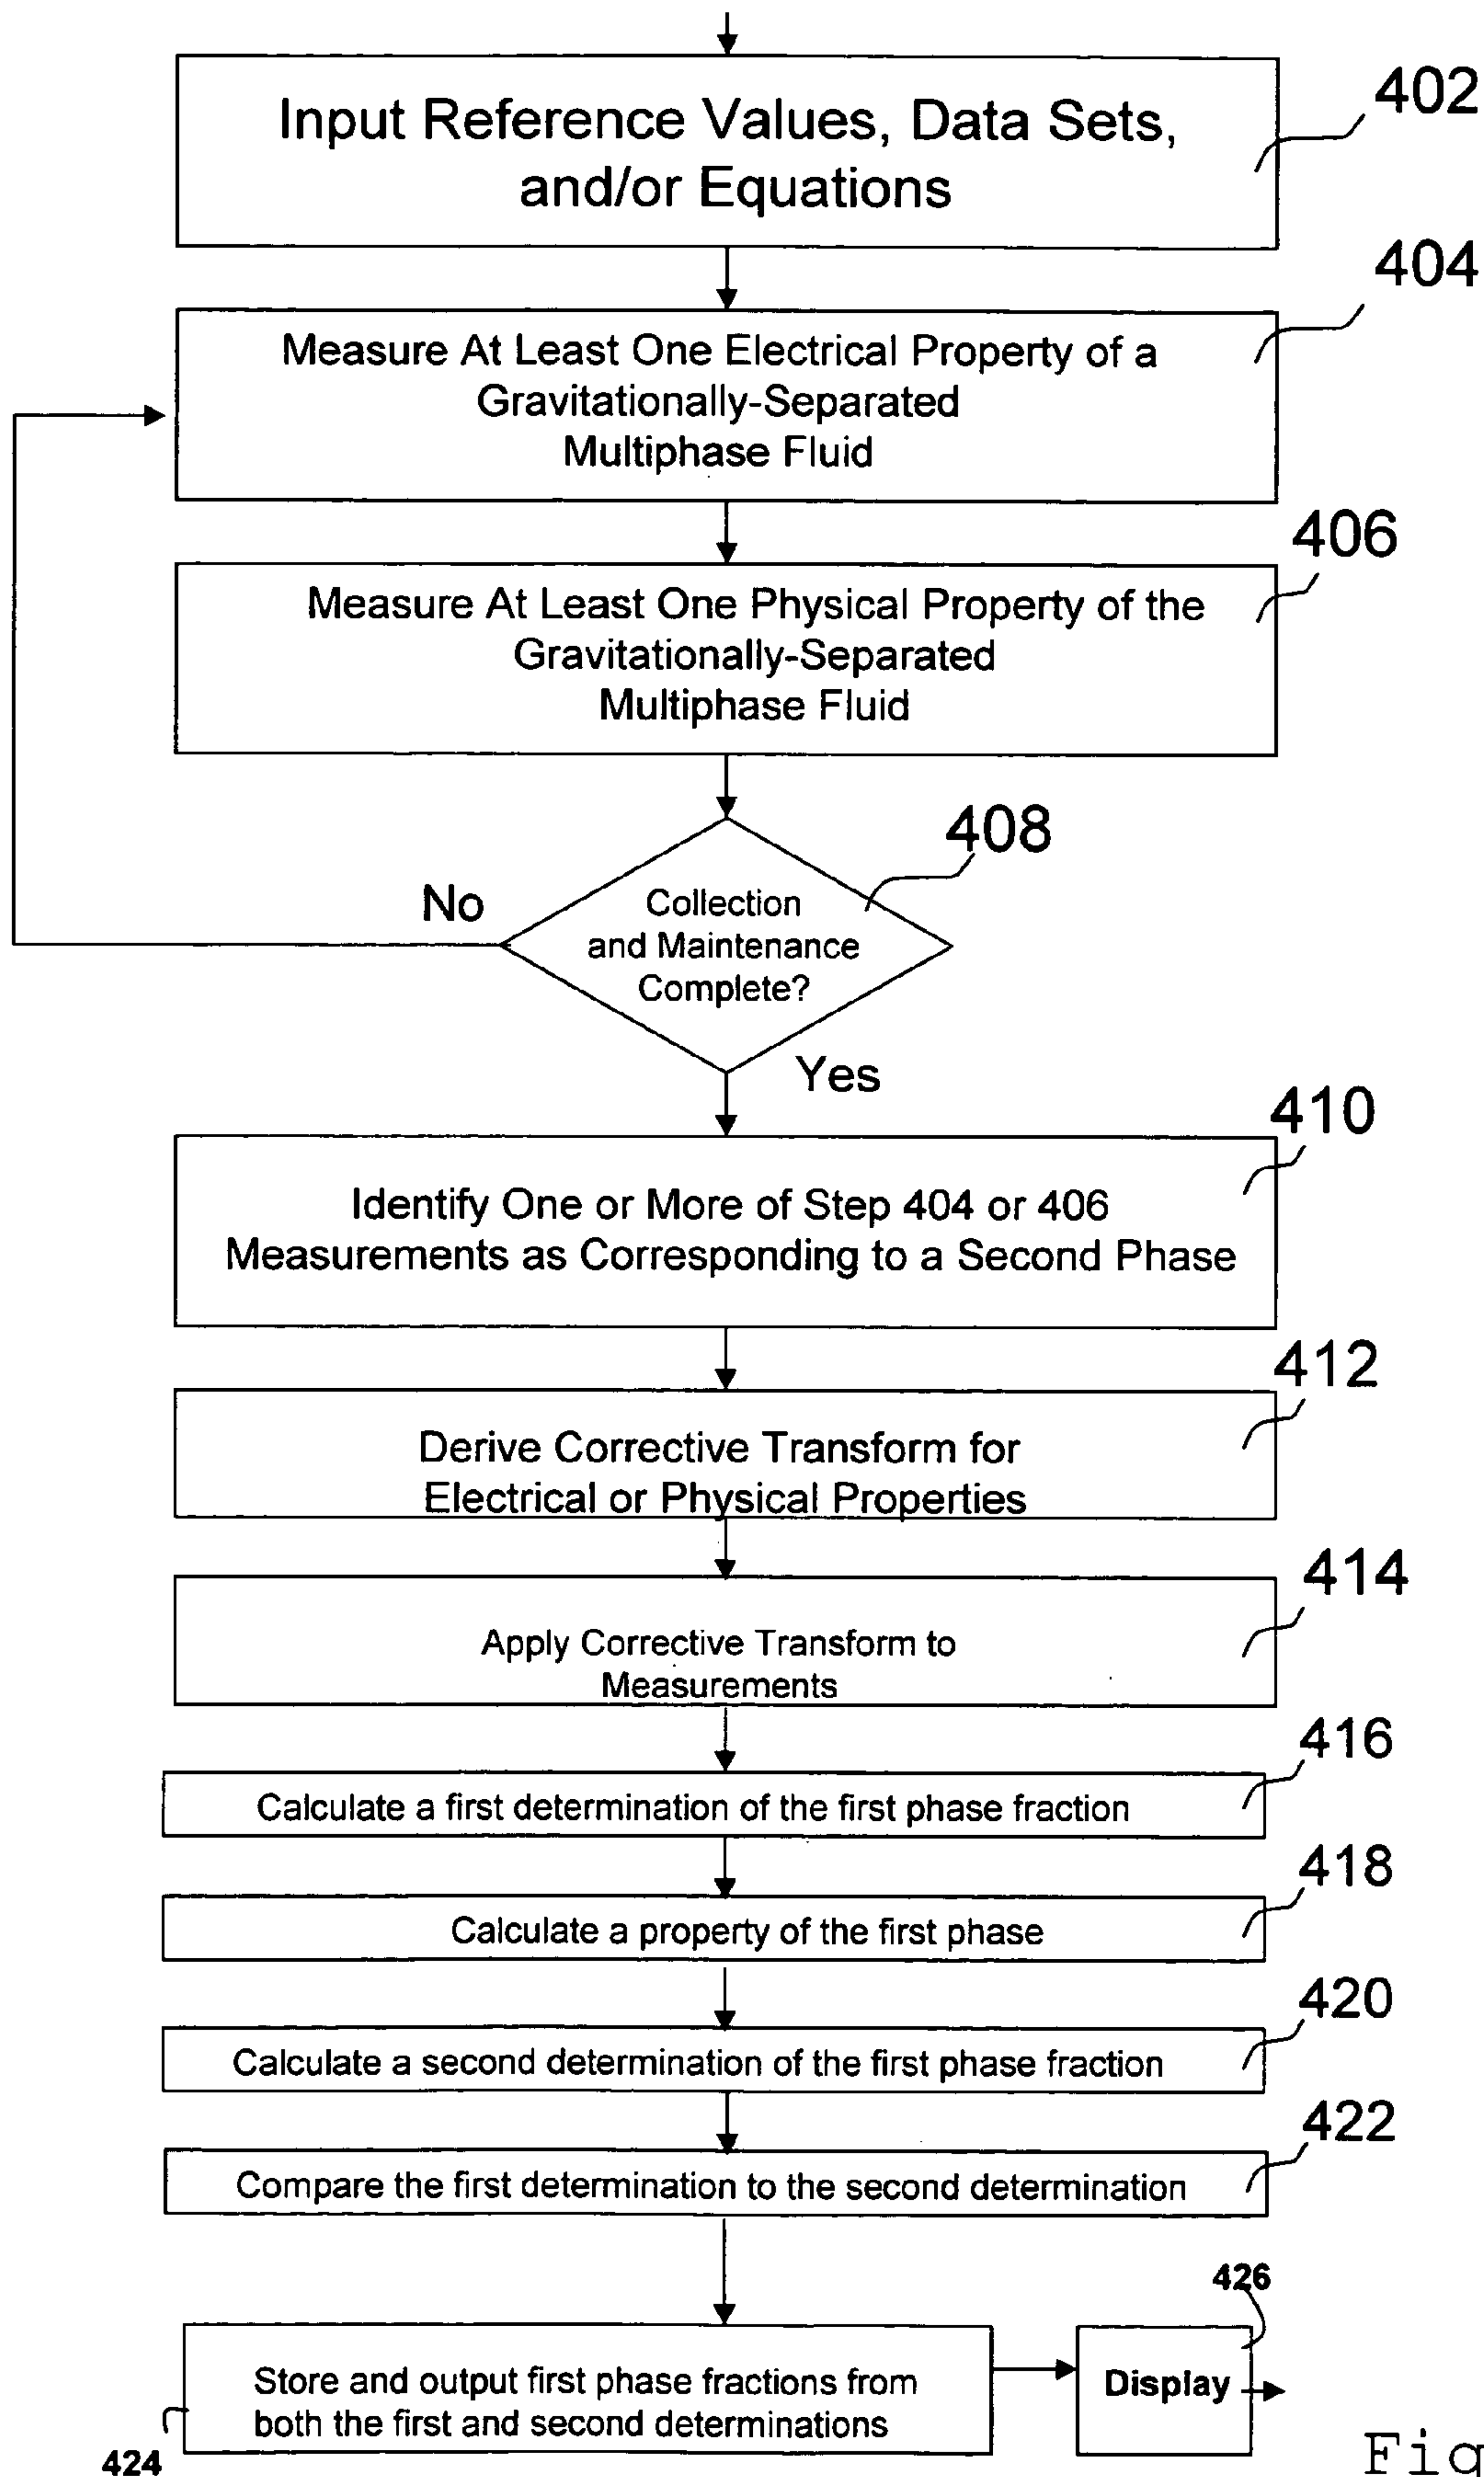 402
Input Reference Values, Data Sets,
and/or Equations
404
Measure At Least One Electrical Property of a
Gravitationally-Separated
Multiphase Fluid
406
Measure At Least One Physical Property of the
Gravitationally-Separated
Multiphase Fluid
408
No
Collection
and Maintenance
Complete?
Yes
410
Identify One or More of Step 404 or 406
Measurements as Corresponding to a Second Phase
412
Derive Corrective Transform for
Electrical or Physical Properties
414
Apply Corrective Transform to
Measurements
416
Calculate a first determination of the first phase fraction
418
Calculate a property of the first phase
420
Calculate a second determination of the first phase fraction
422
Compare the first determination to the second determination
426
Store and output first phase fractions from
both the first and second determinations
Display
424
Fig